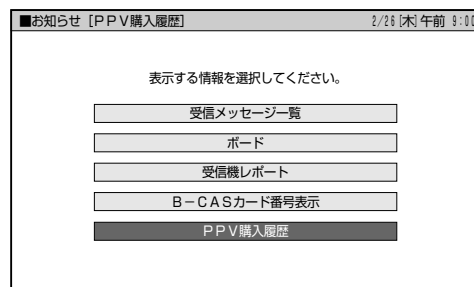 ■お知らせ［ＰＰＶ購入履歴］ 2/26[木]午前 9:00
表示する情報を選択してください。
受信メッセージ一覧
ボード
受信機レポート
Ｂ－ＣＡＳカード番号表示
ＰＰＶ購入履歴